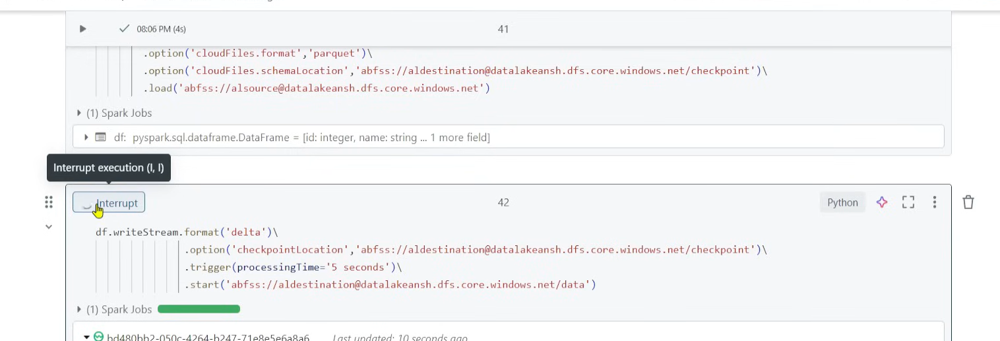 08:06 PM (4s)
41
.option('cloudFiles.format','parquet')\
.option('cloudFiles.schemaLocation','abfss://aldestination@datalakeansh.dfs.core.windows.net/checkpoint')\
.load('abfss://alsource@datalakeansh.dfs.core.windows.net')
(1) Spark Jobs
df: pyspark.sql.dataframe.DataFrame = [id: integer, name: string ... 1 more field]
Interrupt execution (I, I)
Interrupt
42
Python
df.writeStream.format('delta')\
.option('checkpointLocation','abfss://aldestination@datalakeansh.dfs.core.windows.net/checkpoint')\
.trigger(processingTime='5 seconds')\
.start('abfss://aldestination@datalakeansh.dfs.core.windows.net/data')
(1) Spark Jobs
bd480bb2-050c-4264-b247-71e8e5e6a8a6 Last updated: 10 seconds ago